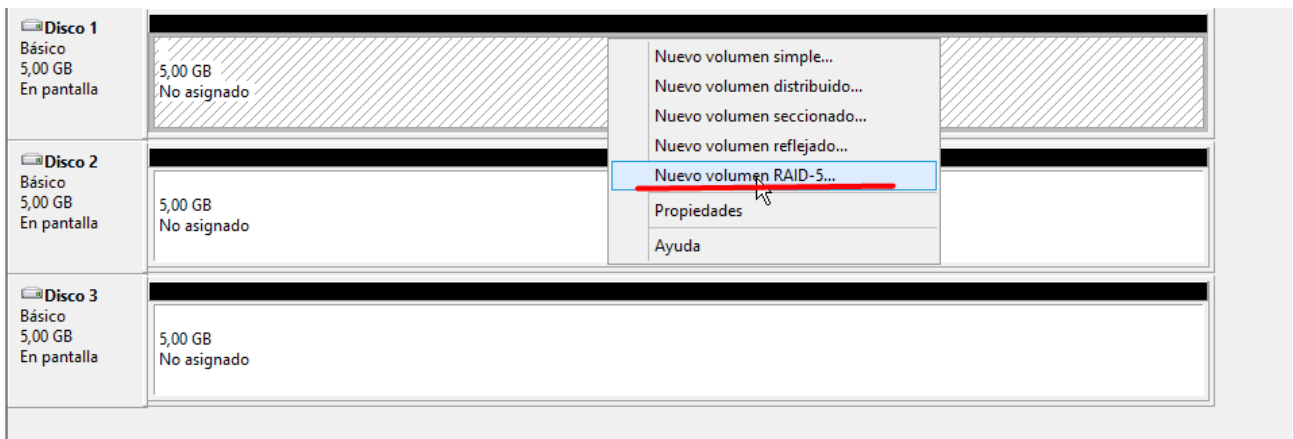 Disco 1
Básico
5,00 GB
En pantalla
5,00 GB
No asignado
Nuevo volumen simple...
Nuevo volumen distribuido...
Nuevo volumen seccionado...
Nuevo volumen reflejado...
Nuevo volumen RAID-5...
Propiedades
Ayuda
Disco 2
Básico
5,00 GB
En pantalla
5,00 GB
No asignado
Disco 3
Básico
5,00 GB
En pantalla
5,00 GB
No asignado